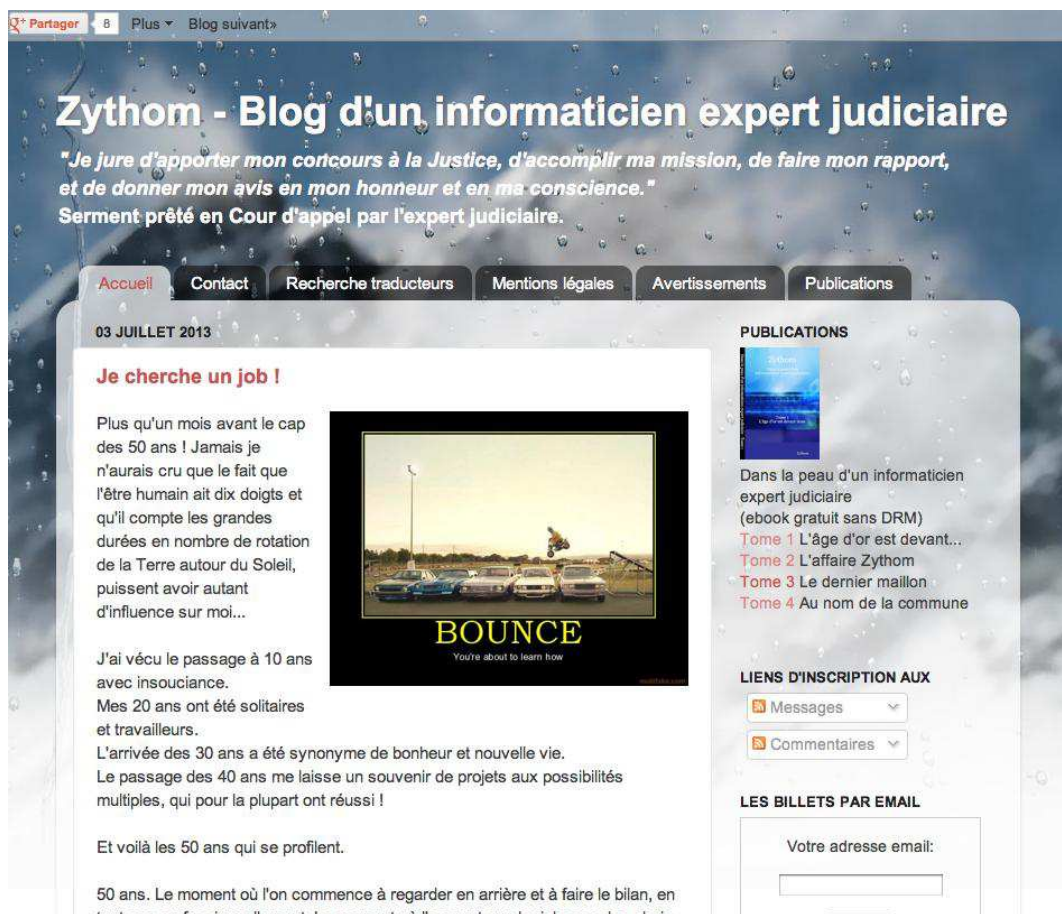 Partager 8 Plus Blog suivant»
Zythom - Blog d'un informaticien expert judiciaire
"Je jure d'apporter mon concours à la Justice, d'accomplir ma mission, de faire mon rapport,
et de donner mon avis en mon honneur et en ma conscience."
Serment prêté en Cour d'appel par l'expert judiciaire.
Accueil Contact Recherche traducteurs Mentions légales Avertissements Publications
03 JUILLET 2013
Je cherche un job !
Plus qu'un mois avant le cap
des 50 ans ! Jamais je
n'aurais cru que le fait que
l'être humain ait dix doigts et
qu'il compte les grandes
durées en nombre de rotation
de la Terre autour du Soleil,
puissent avoir autant
d'influence sur moi...
BOUNCE
You're about to learn how
J'ai vécu le passage à 10 ans
avec insouciance.
Mes 20 ans ont été solitaires
et travailleurs.
L'arrivée des 30 ans a été synonyme de bonheur et nouvelle vie.
Le passage des 40 ans me laisse un souvenir de projets aux possibilités
multiples, qui pour la plupart ont réussi !
Et voilà les 50 ans qui se profilent.
50 ans. Le moment où l'on commence à regarder en arrière et à faire le bilan, en
PUBLICATIONS
Zythom
Dans la peau d'un informaticien
expert judiciaire
(ebook gratuit sans DRM)
Tome 1 L'âge d'or est devant...
Tome 2 L'affaire Zythom
Tome 3 Le dernier maillon
Tome 4 Au nom de la commune
LIENS D'INSCRIPTION AUX
Messages
Commentaires
LES BILLETS PAR EMAIL
Votre adresse email: